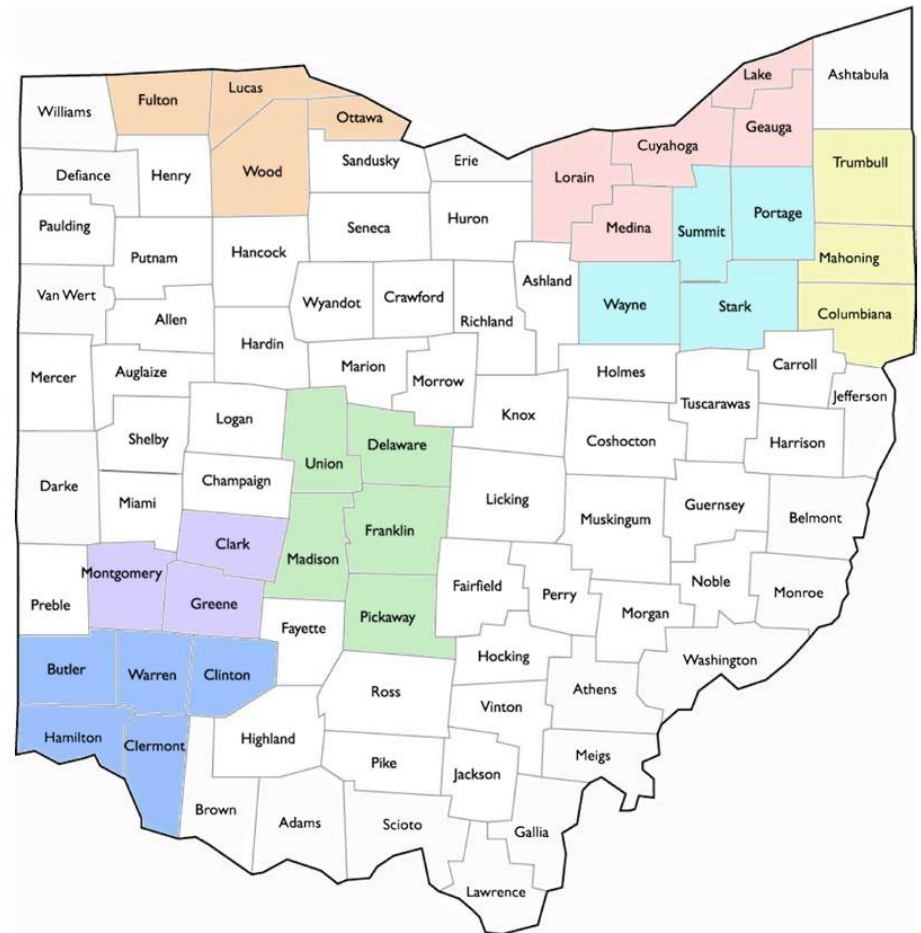 Lake
Ashtabula
Lucas
Fulton
Williams
Ottawa
Geauga
Cuyahoga
Sandusky
Erie
Trumbull
Wood
Defiance
Henry
Lorain
Portage
Huron
Paulding
Seneca
Medina
Summit
Hancock
Putnam
Mahoning
Ashland
Van Wert
Wyandot
Crawford
Wayne
Stark
Columbiana
Allen
Richland
Hardin
Marion
Carroll
Mercer
Auglaize
Holmes
Morrow
Jefferson
Tuscarawas
Logan
Knox
Shelby
Delaware
Coshocton
Harrison
Union
Darke
Champaign
Licking
Miami
Guernsey
Muskingum
Belmont
Franklin
Clark
Madison
Montgomery
Noble
Fairfield
Perry
Monroe
Preble
Greene
Morgan
Pickaway
Fayette
Hocking
Washington
Butler
Warren
Clinton
Ross
Athens
Vinton
Hamilton
Clermont
Highland
Meigs
Pike
Jackson
Brown
Adams
Scioto
Gallia
Lawrence